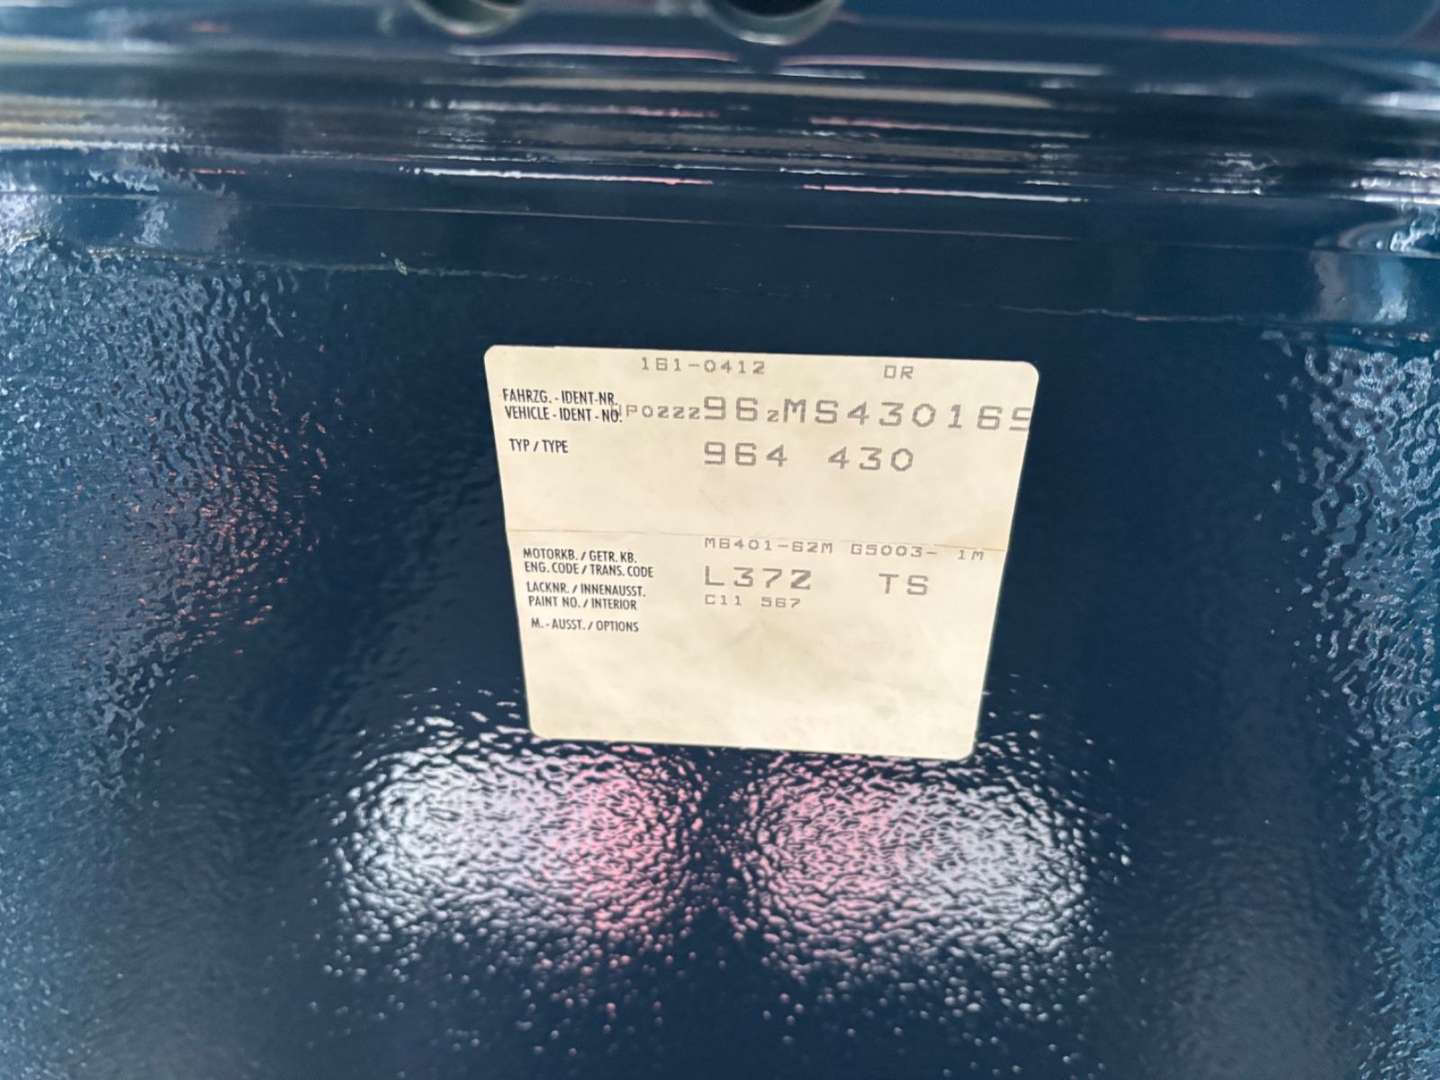 161-0412 DR
FAHRZG. - IDENT-NR.
VEHICLE - IDENT - NO. WP0ZZZ96ZMS430169
TYP / TYPE 964 430
M6401-62M G5003- 1M
MOTORKB. / GETR. KB.
ENG. CODE / TRANS. CODE L37Z TS
LACKNR. / INNENAUSST.
PAINT NO. / INTERIOR C11 567
M. - AUSST. / OPTIONS